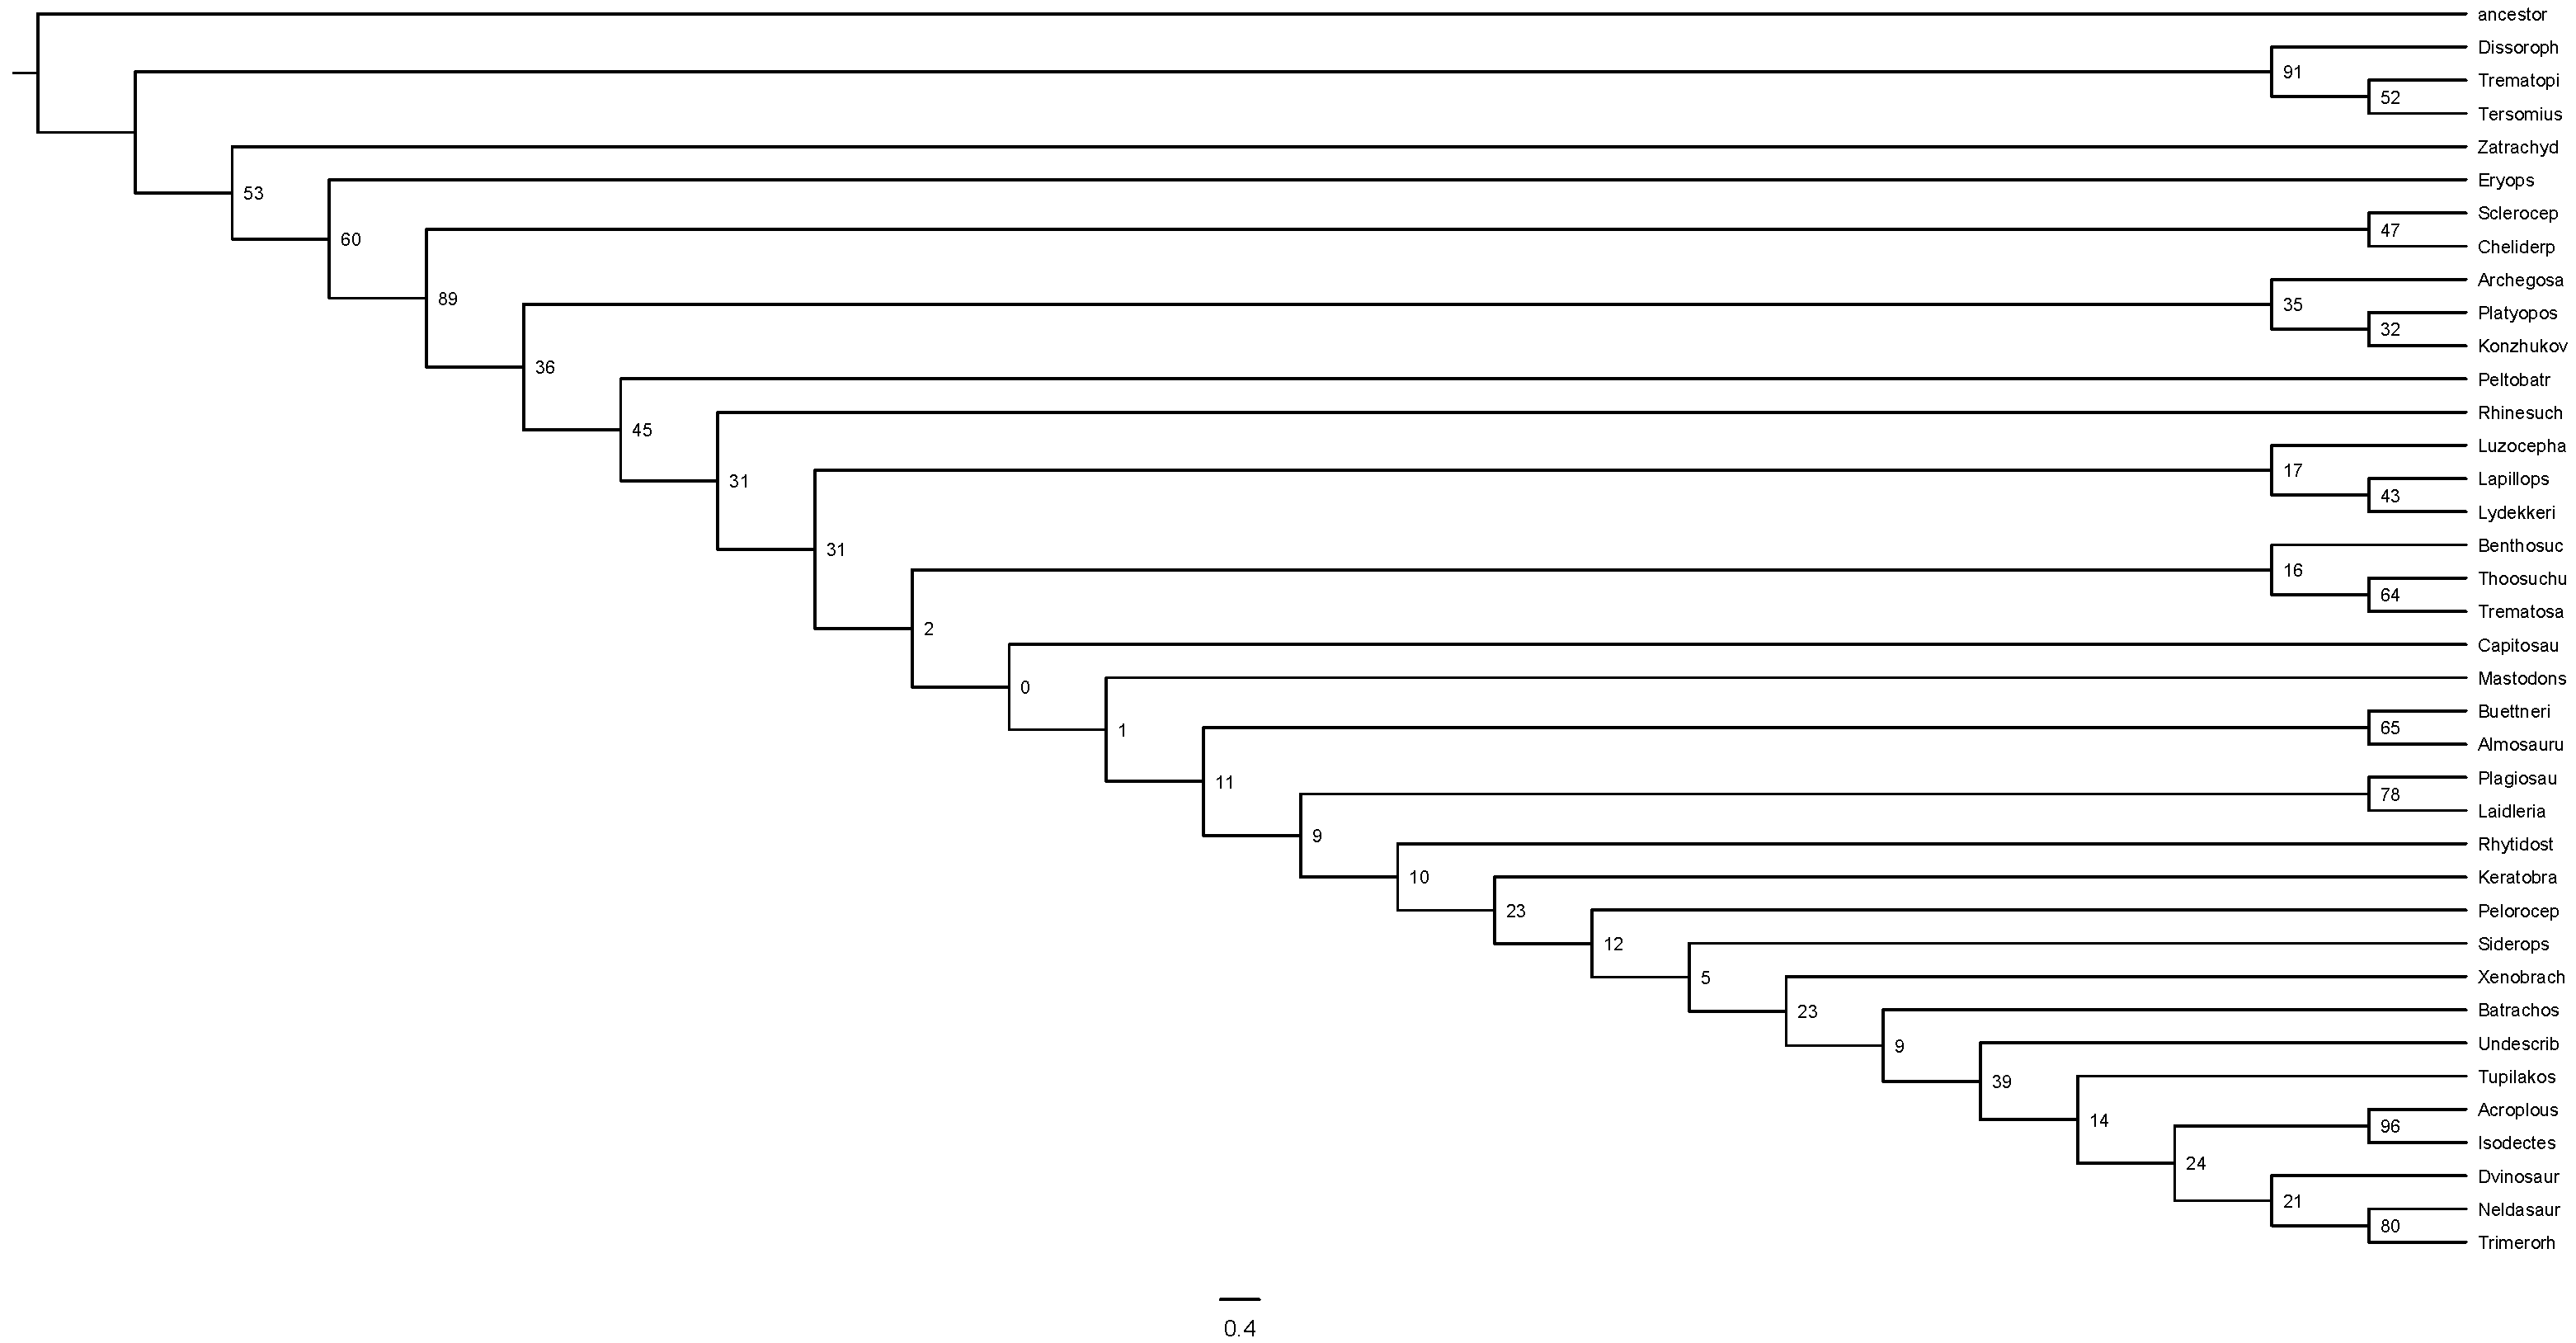 ancestor
Dissoroph
91
Trematopi
52
Tersomius
Zatrachyd
53
Eryops
60
Sclerocep
47
Cheliderp
89
Archegosa
35
Platyopos
32
Konzhukov
36
Peltobatr
45
Rhinesuch
31
Luzocepha
17
Lapillops
43
Lydekkeri
31
Benthosuc
16
Thoosuchu
64
Trematosa
2
Capitosau
0
Mastodons
1
Buettneri
65
Almosauru
11
Plagiosau
78
Laidleria
9
Rhytidost
10
Keratobra
23
Pelorocep
12
Siderops
5
Xenobrach
23
Batrachos
9
Undescrib
39
Tupilakos
14
Acroplous
96
Isodectes
24
Dvinosaur
21
Neldasaur
80
Trimerorh
0.4